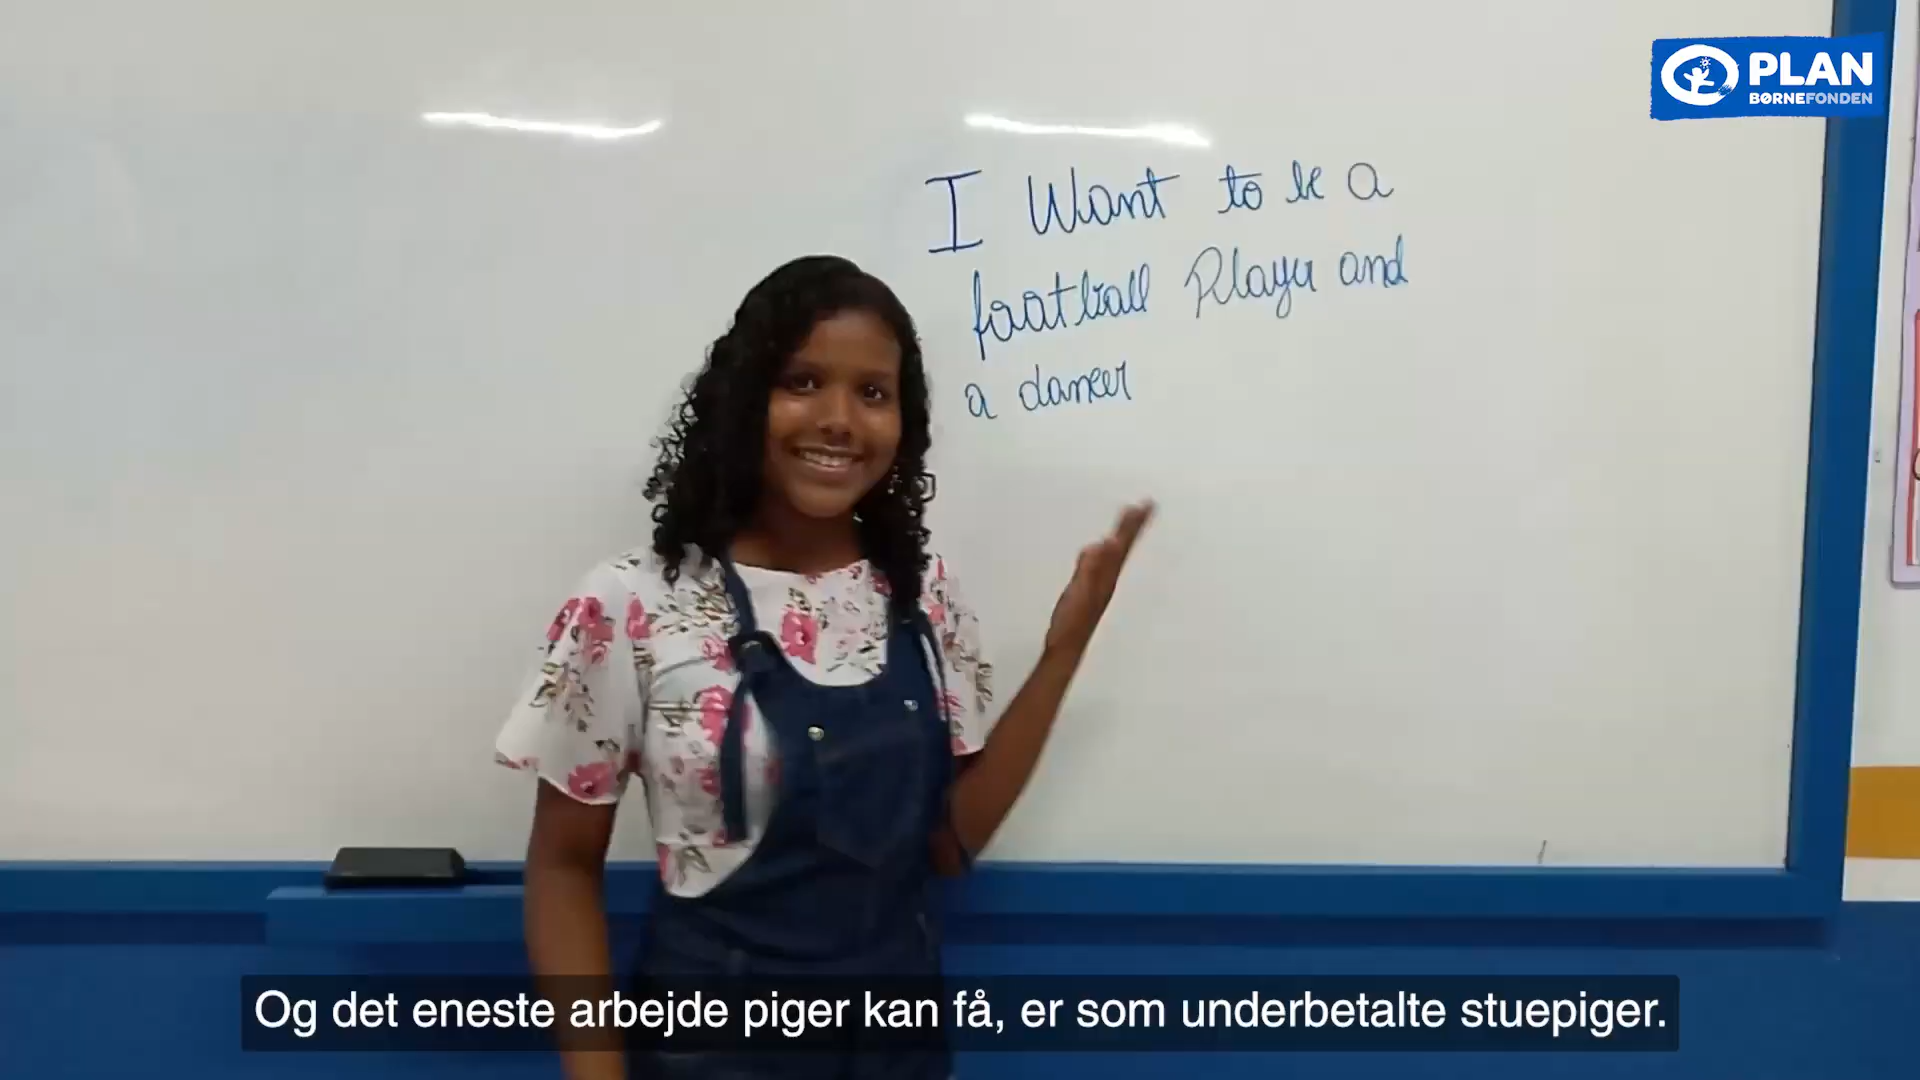 PLAN
BØRNEFONDEN
I Want to be a
football Player and
a dancer
Og det eneste arbejde piger kan få, er som underbetalte stuepiger.